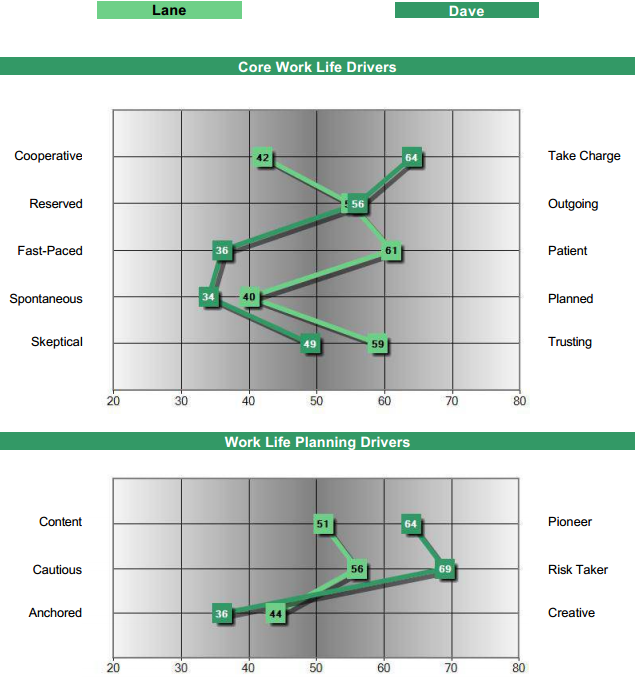 Lane Dave
Core Work Life Drivers
Cooperative 42 64 Take Charge
Reserved 56 Outgoing
Fast-Paced 36 61 Patient
Spontaneous 34 40 Planned
Skeptical 49 59 Trusting
20 30 40 50 60 70 80
Work Life Planning Drivers
Content 51 64 Pioneer
Cautious 56 69 Risk Taker
Anchored 36 44 Creative
20 30 40 50 60 70 80